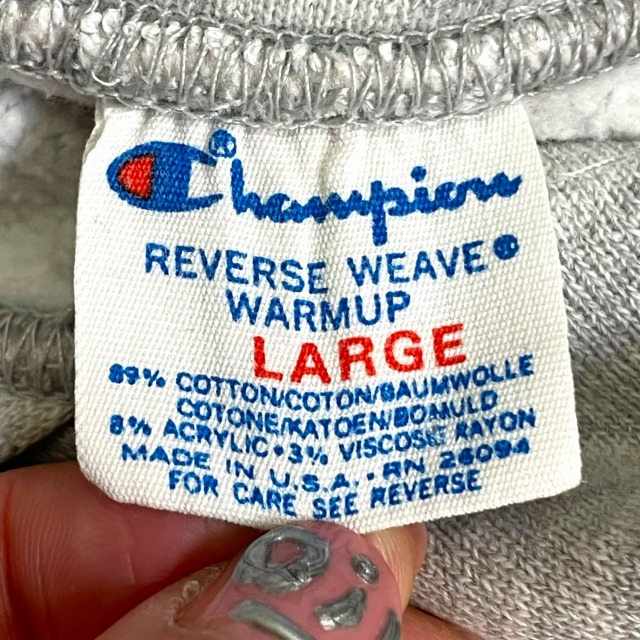 Champion®
REVERSE WEAVE®
WARMUP
LARGE
89% COTTON/COTON/BAUMWOLLE
COTONE/KATOEN/BOMULD
8% ACRYLIC • 3% VISCOSE RAYON
MADE IN U.S.A. • RN 26094
FOR CARE SEE REVERSE